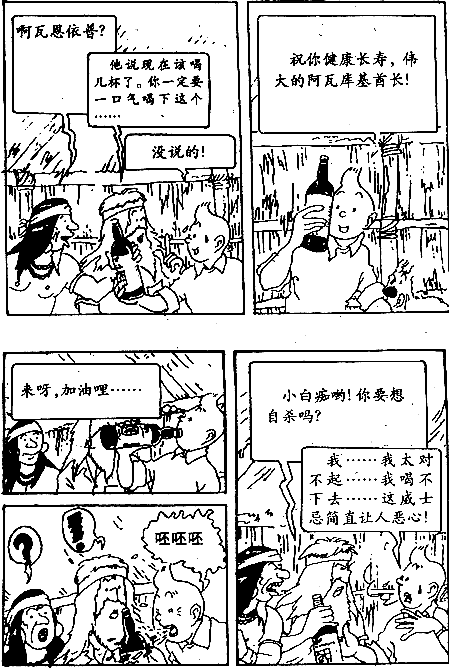 啊瓦恩依普?
他说现在该喝
几杯了。你一定要
一口气喝下这个
……
没说的!
祝你健康长寿,伟
大的阿瓦库基酋长!
来呀,加油哩……
小白痴哟!你要想
自杀吗?
我……我太对
不起……我喝不
下去……这威士
忌简直让人恶心!
?
!
呸呸呸